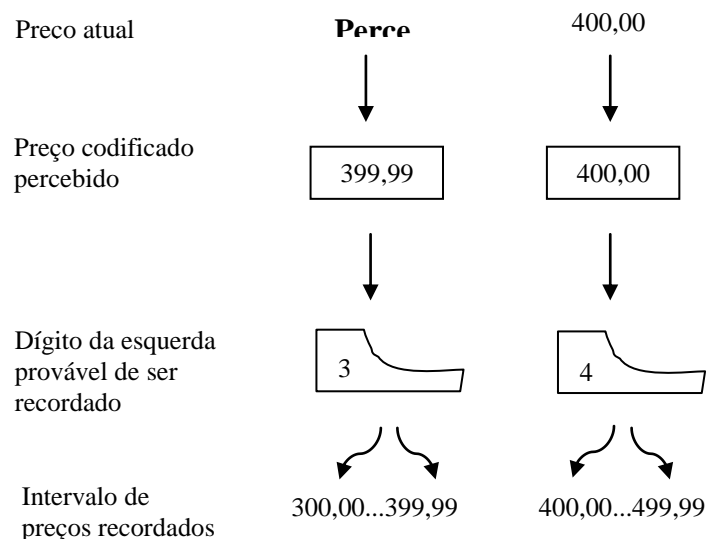 Preco atual
Perce
400,00
Preço codificado
percebido
399,99
400,00
Dígito da esquerda
provável de ser
recordado
3
4
Intervalo de
preços recordados
300,00...399,99
400,00...499,99